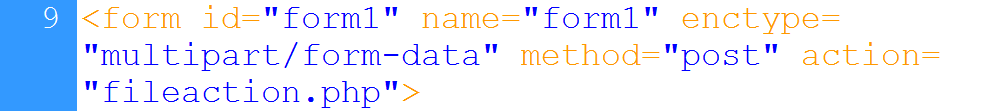 9 <form id="form1" name="form1" enctype=
"multipart/form-data" method="post" action=
"fileaction.php">